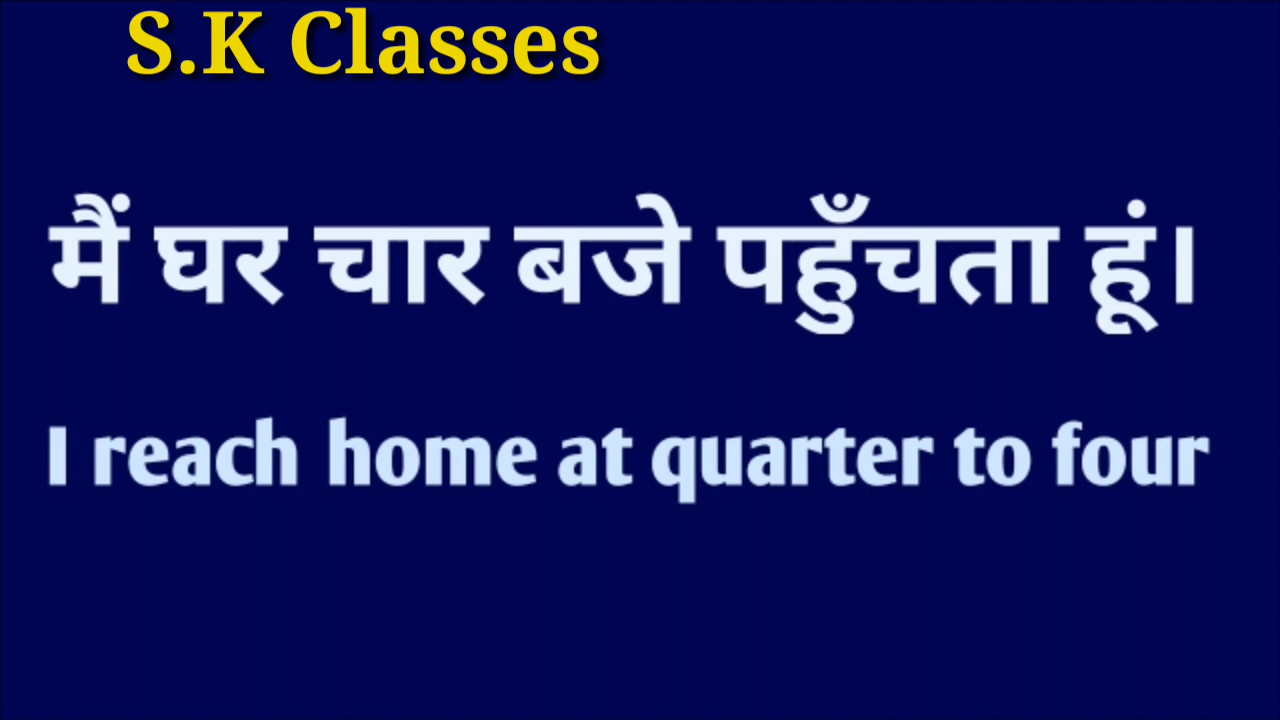 S.K Classes
मैं घर चार बजे पहुँचता हूं।
I reach home at quarter to four